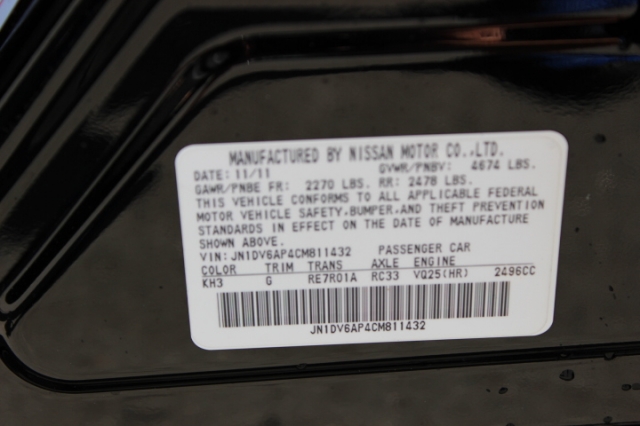 MANUFACTURED BY NISSAN MOTOR CO.,LTD.
DATE: 11/11 GVWR/PNBV: 4674 LBS.
GAWR/PNBE FR: 2270 LBS. RR: 2478 LBS.
THIS VEHICLE CONFORMS TO ALL APPLICABLE FEDERAL
MOTOR VEHICLE SAFETY,BUMPER,AND THEFT PREVENTION
STANDARDS IN EFFECT ON THE DATE OF MANUFACTURE
SHOWN ABOVE.
VIN: JN1DV6AP4CM811432 PASSENGER CAR
COLOR TRIM TRANS AXLE ENGINE
KH3 G RE7R01A RC33 VQ25(HR) 2496CC
JN1DV6AP4CM811432